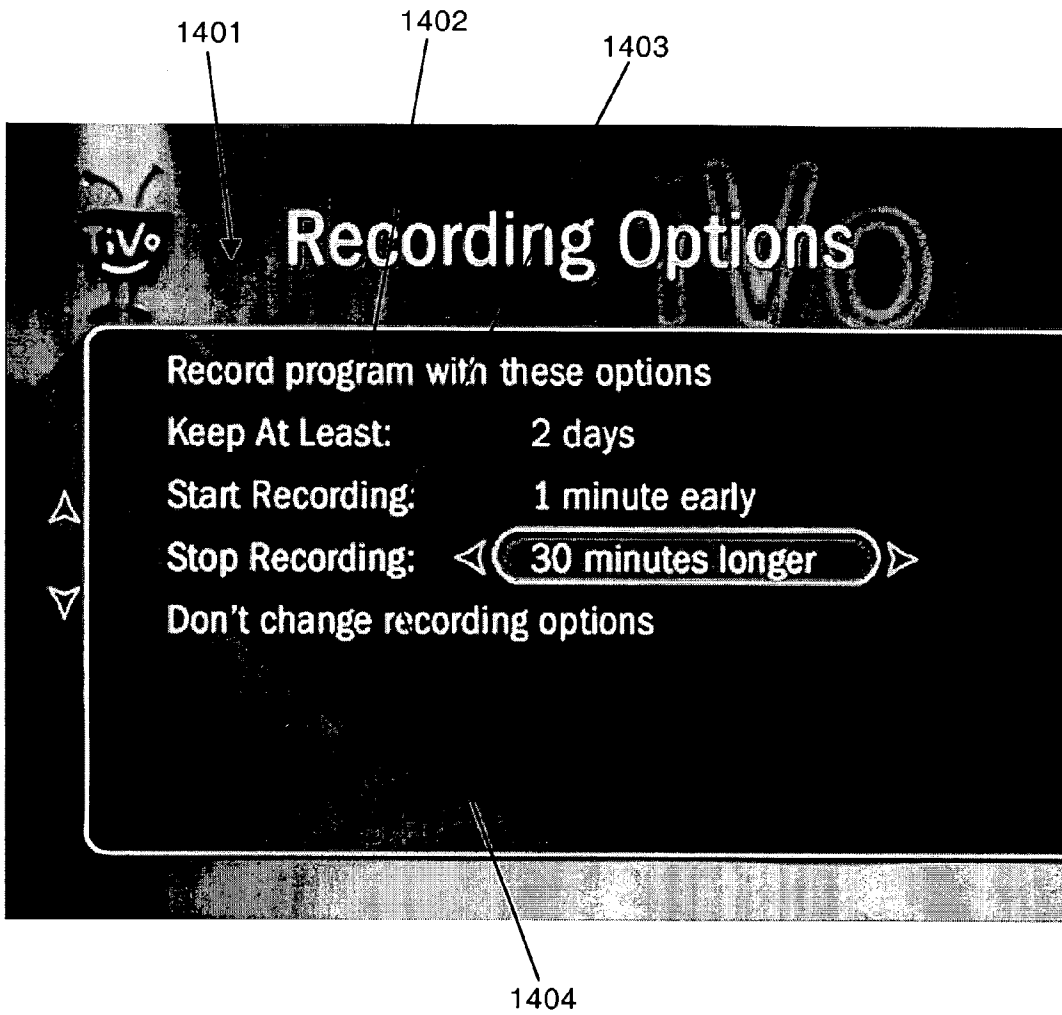 1401
1402
1403
TiVo
Recording Options
iVo
Record program with these options
Keep At Least: 2 days
Start Recording: 1 minute early
Stop Recording: 30 minutes longer
Don't change recording options
1404